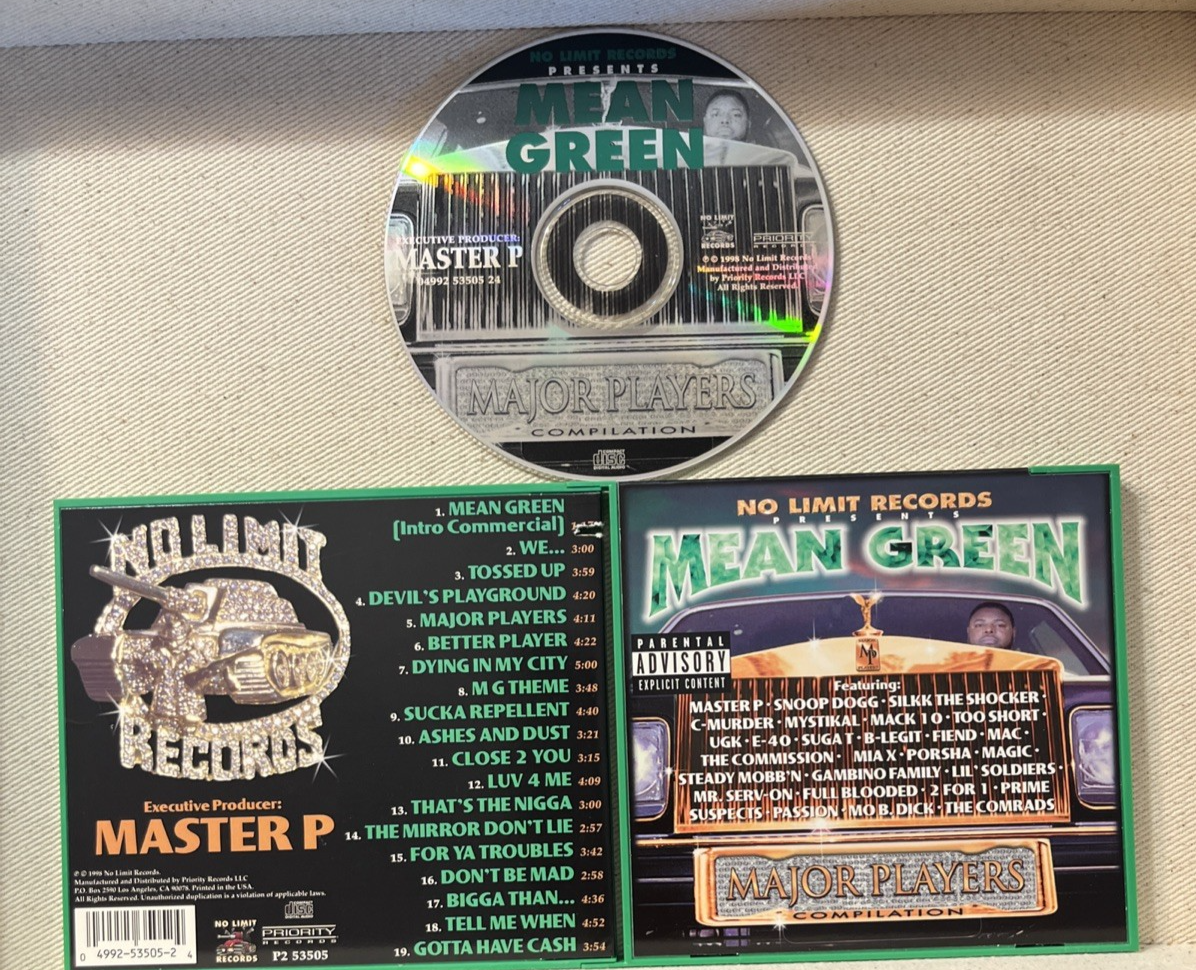 NO LIMIT RECORDS
PRESENTS
MEAN
GREEN
EXECUTIVE PRODUCER:
MASTER P
04992 53505 24
NO LIMIT
RECORDS
PRIORITY
RECORDS
℗ © 1998 No Limit Records
Manufactured and Distributed
by Priority Records LLC
All Rights Reserved.
MAJOR PLAYERS
COMPILATION
COMPACT
disc
DIGITAL AUDIO
NO LIMIT
RECORDS
Executive Producer:
MASTER P
℗ © 1998 No Limit Records.
Manufactured and Distributed by Priority Records LLC
P.O. Box 2590 Los Angeles, CA 90078. Printed in the USA.
All Rights Reserved. Unauthorized duplication is a violation of applicable laws.
0 4992-53505-2 4
NO LIMIT
RECORDS
disc
PRIORITY
RECORDS
P2 53505
1. MEAN GREEN
(Intro Commercial)
2. WE... 3:00
3. TOSSED UP 3:59
4. DEVIL'S PLAYGROUND 4:20
5. MAJOR PLAYERS 4:11
6. BETTER PLAYER 4:22
7. DYING IN MY CITY 5:00
8. M G THEME 3:48
9. SUCKA REPELLENT 4:40
10. ASHES AND DUST 3:21
11. CLOSE 2 YOU 3:15
12. LUV 4 ME 4:09
13. THAT'S THE NIGGA 3:00
14. THE MIRROR DON'T LIE 2:57
15. FOR YA TROUBLES 3:42
16. DON'T BE MAD 2:58
17. BIGGA THAN... 4:36
18. TELL ME WHEN 4:52
19. GOTTA HAVE CASH 3:54
NO LIMIT RECORDS
PRESENTS
MEAN GREEN
PARENTAL
ADVISORY
EXPLICIT CONTENT
MP
Featuring:
MASTER P · SNOOP DOGG · SILKK THE SHOCKER ·
C-MURDER · MYSTIKAL · MACK 10 · TOO SHORT ·
UGK · E-40 · SUGA T · B-LEGIT · FIEND · MAC ·
THE COMMISSION · MIA X · PORSHA · MAGIC ·
STEADY MOBB'N · GAMBINO FAMILY · LIL' SOLDIERS ·
MR. SERV-ON · FULL BLOODED · 2 FOR 1 · PRIME
SUSPECTS · PASSION · MO B. DICK · THE COMRADS
MAJOR PLAYERS
COMPILATION